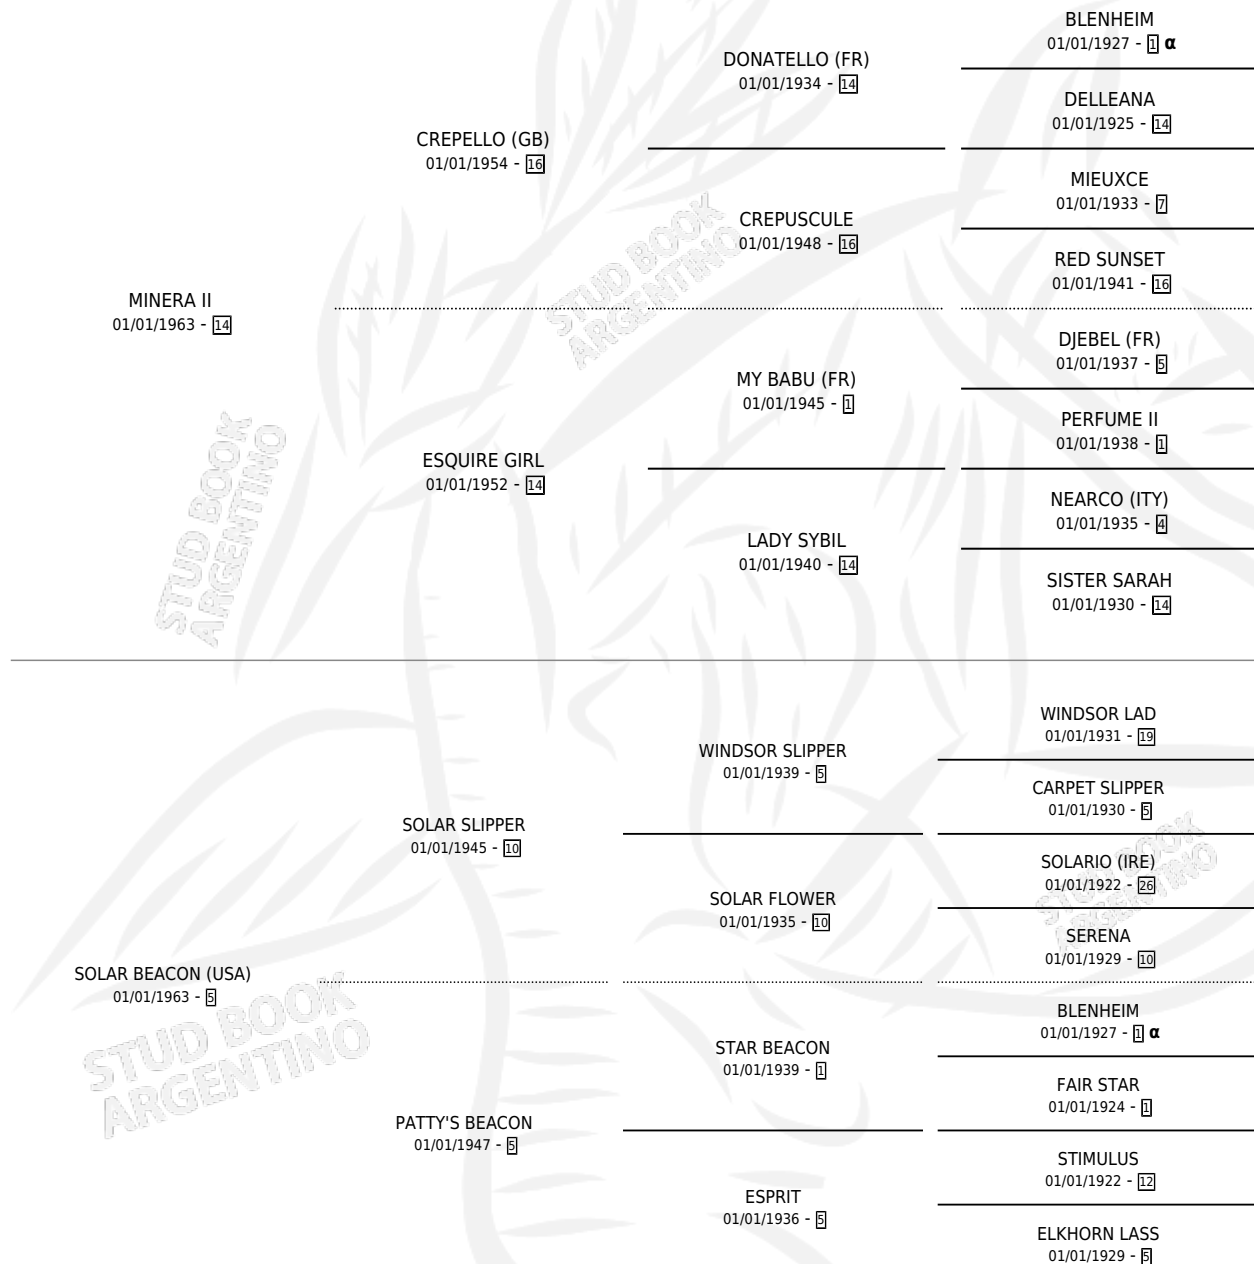 BLENHEIM
01/01/1927 - 1 α
DONATELLO (FR)
01/01/1934 - 14
DELLEANA
01/01/1925 - 14
CREPELLO (GB)
01/01/1954 - 16
MIEUXCE
01/01/1933 - 7
CREPUSCULE
01/01/1948 - 16
RED SUNSET
01/01/1941 - 16
MINERA II
01/01/1963 - 14
STUD BOOK
ARGENTINO
DJEBEL (FR)
01/01/1937 - 5
MY BABU (FR)
01/01/1945 - 1
PERFUME II
01/01/1938 - 1
ESQUIRE GIRL
01/01/1952 - 14
NEARCO (ITY)
01/01/1935 - 4
LADY SYBIL
01/01/1940 - 14
SISTER SARAH
01/01/1930 - 14
STUD BOOK
ARGENTINO
WINDSOR LAD
01/01/1931 - 19
WINDSOR SLIPPER
01/01/1939 - 5
CARPET SLIPPER
01/01/1930 - 5
SOLAR SLIPPER
01/01/1945 - 10
SOLARIO (IRE)
01/01/1922 - 26
SOLAR FLOWER
01/01/1935 - 10
STUD BOOK
ARGENTINO
SERENA
01/01/1929 - 10
SOLAR BEACON (USA)
01/01/1963 - 5
STUD BOOK
ARGENTINO
BLENHEIM
01/01/1927 - 1 α
STAR BEACON
01/01/1939 - 1
FAIR STAR
01/01/1924 - 1
PATTY'S BEACON
01/01/1947 - 5
STIMULUS
01/01/1922 - 12
ESPRIT
01/01/1936 - 5
ELKHORN LASS
01/01/1929 - 5